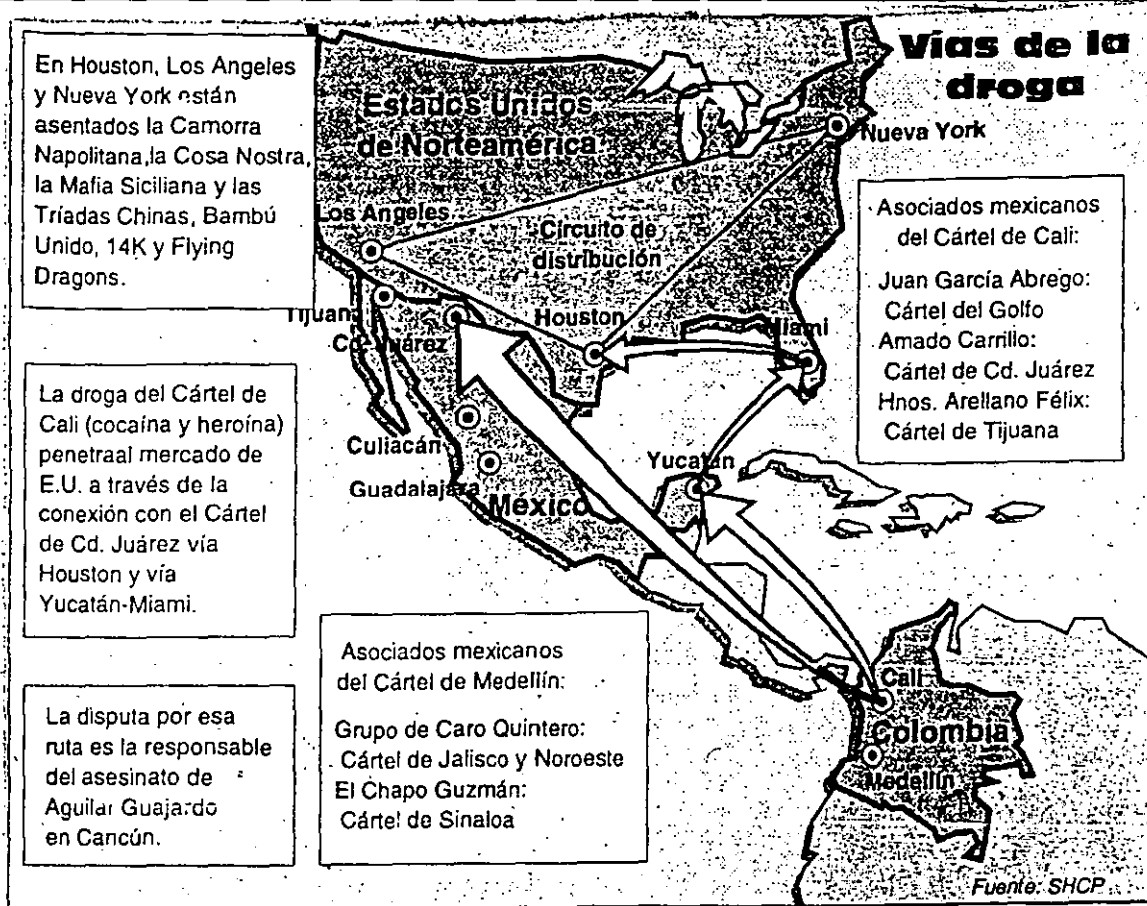 Vías de la
droga
En Houston, Los Angeles
y Nueva York están
asentados la Camorra
Napolitana,la Cosa Nostra,
la Mafia Siciliana y las
Tríadas Chinas, Bambú
Unido, 14K y Flying
Dragons.
Estados Unidos
de Norteamérica
Nueva York
Los Angeles
Circuito de
distribución
Houston
Miami
Tijuana
Cd. Juárez
Culiacán
Guadalajara
México
Yucatán
Asociados mexicanos
del Cártel de Cali:
Juan García Abrego:
Cártel del Golfo
Amado Carrillo:
Cártel de Cd. Juárez
Hnos. Arellano Félix:
Cártel de Tijuana
La droga del Cártel de
Cali (cocaína y heroína)
penetraal mercado de
E.U. a través de la
conexión con el Cártel
de Cd. Juárez vía
Houston y vía
Yucatán-Miami.
La disputa por esa
ruta es la responsable
del asesinato de
Aguilar Guajardo
en Cancún.
Asociados mexicanos
del Cártel de Medellín:
Grupo de Caro Quintero:
Cártel de Jalisco y Noroeste
El Chapo Guzmán:
Cártel de Sinaloa
Cali
Colombia
Medellín
Fuente: SHCP